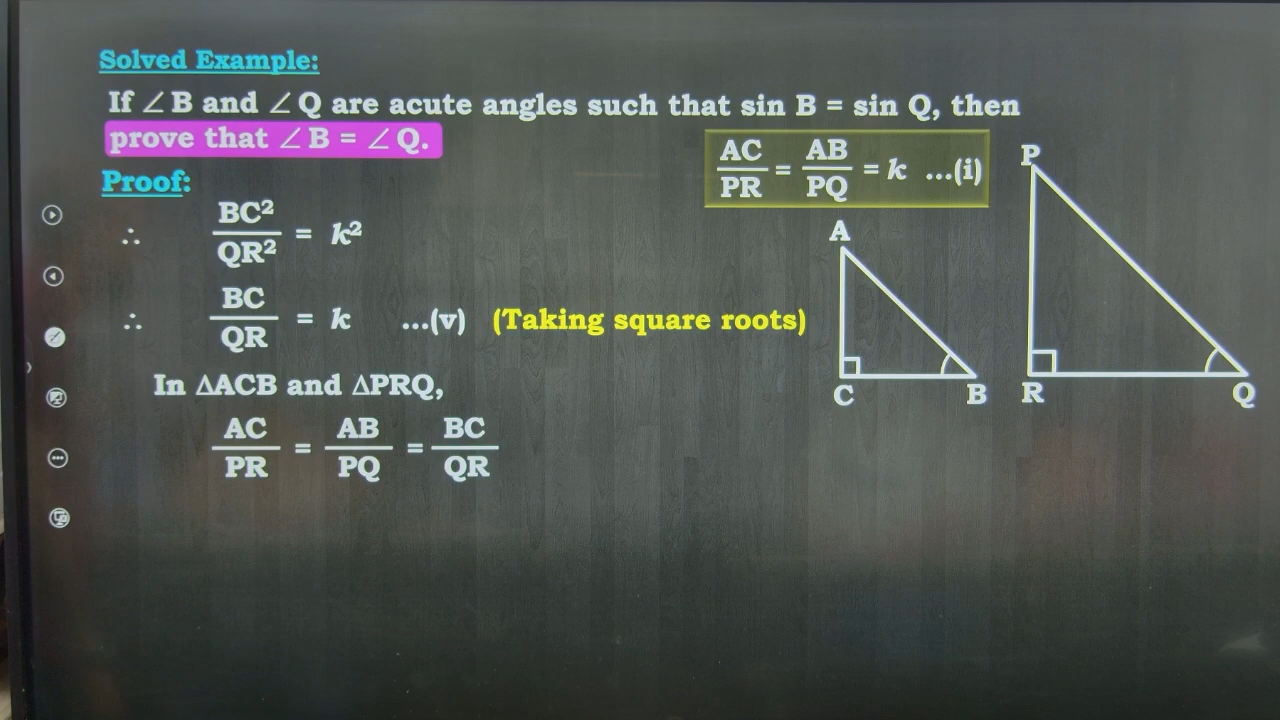 Solved Example:
If ∠B and ∠Q are acute angles such that sin B = sin Q, then
prove that ∠B = ∠Q.
AC/PR = AB/PQ = k ...(i)
Proof:
∴ BC²/QR² = k²
∴ BC/QR = k ...(v) (Taking square roots)
In ΔACB and ΔPRQ,
AC/PR = AB/PQ = BC/QR
P
A
C B R Q